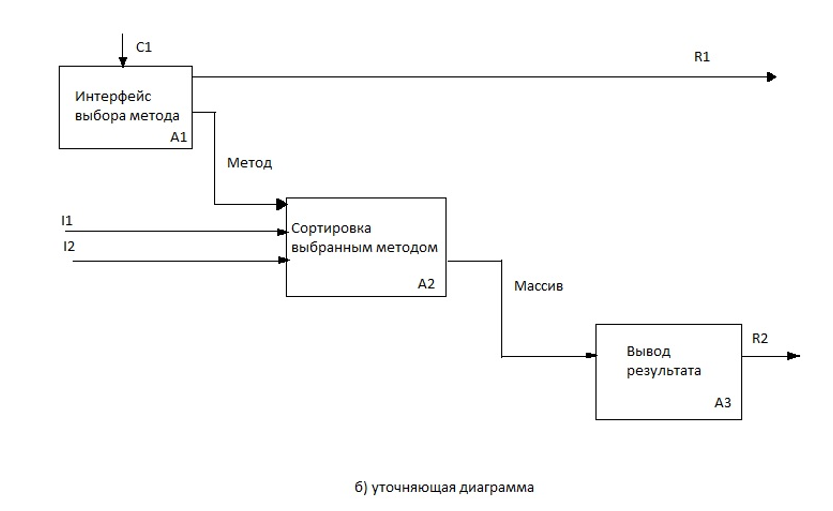 C1
R1
Интерфейс
выбора метода
A1
Метод
I1
I2
Сортировка
выбранным методом
A2
Массив
Вывод
результата
A3
R2
б) уточняющая диаграмма